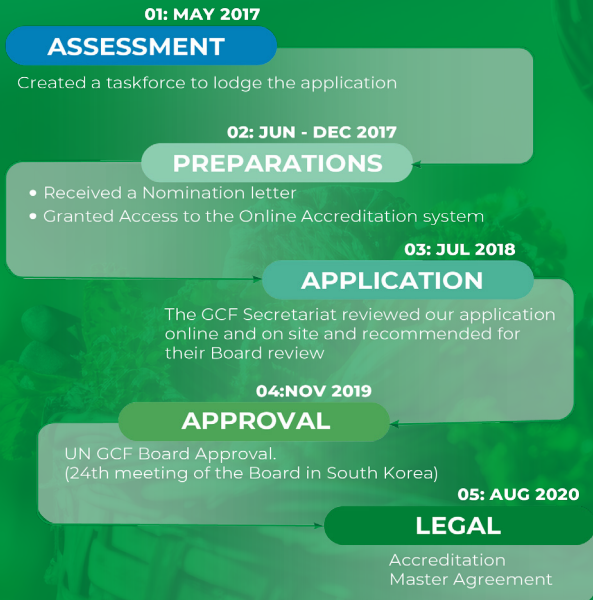 01: MAY 2017
ASSESSMENT
Created a taskforce to lodge the application
02: JUN - DEC 2017
PREPARATIONS
• Received a Nomination letter
• Granted Access to the Online Accreditation system
03: JUL 2018
APPLICATION
The GCF Secretariat reviewed our application
online and on site and recommended for
their Board review
04:NOV 2019
APPROVAL
UN GCF Board Approval.
(24th meeting of the Board in South Korea)
05: AUG 2020
LEGAL
Accreditation
Master Agreement